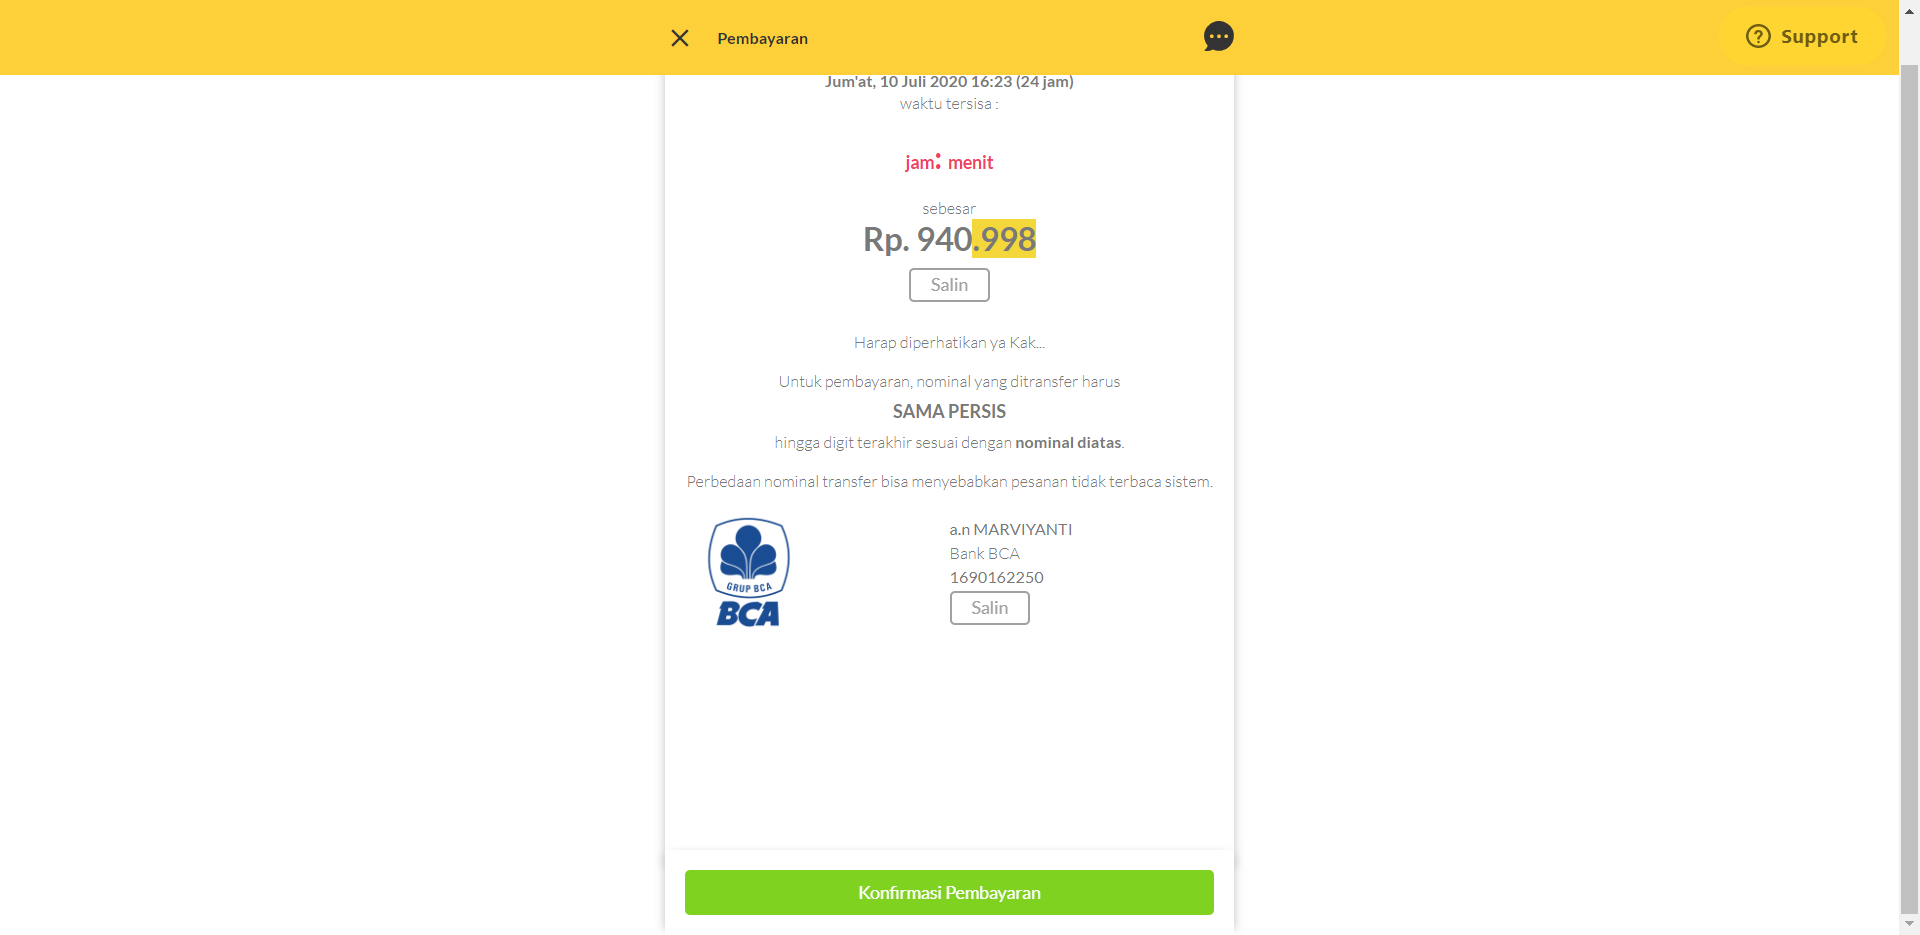 Pembayaran
Support
Jum'at, 10 Juli 2020 16:23 (24 jam)
waktu tersisa :
jam: menit
sebesar
Rp. 940.998
Salin
Harap diperhatikan ya Kak...
Untuk pembayaran, nominal yang ditransfer harus
SAMA PERSIS
hingga digit terakhir sesuai dengan nominal diatas.
Perbedaan nominal transfer bisa menyebabkan pesanan tidak terbaca sistem.
GRUP BCA
BCA
a.n MARVIYANTI
Bank BCA
1690162250
Salin
Konfirmasi Pembayaran